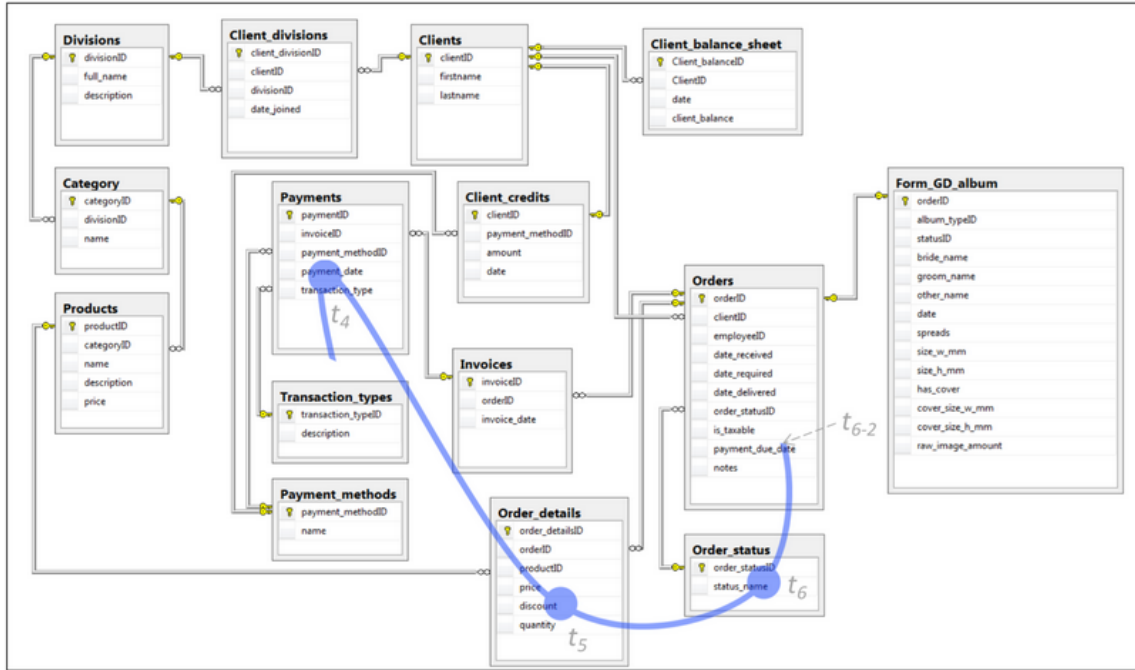 Divisions
divisionID
full_name
description
Client_divisions
client_divisionID
clientID
divisionID
date_joined
Clients
clientID
firstname
lastname
Client_balance_sheet
Client_balanceID
ClientID
date
client_balance
Category
categoryID
divisionID
name
Payments
paymentID
invoiceID
payment_methodID
payment_date
transaction_type
t4
Client_credits
clientID
payment_methodID
amount
date
Form_GD_album
orderID
album_typeID
statusID
bride_name
groom_name
other_name
date
spreads
size_w_mm
size_h_mm
has_cover
cover_size_w_mm
cover_size_h_mm
raw_image_amount
Products
productID
categoryID
name
description
price
Orders
orderID
clientID
employeeID
date_received
date_required
date_delivered
order_statusID
is_taxable
payment_due_date
notes
t6-2
Invoices
invoiceID
orderID
invoice_date
Transaction_types
transaction_typeID
description
Payment_methods
payment_methodID
name
Order_details
order_detailsID
orderID
productID
price
discount
quantity
t5
Order_status
order_statusID
status_name
t6